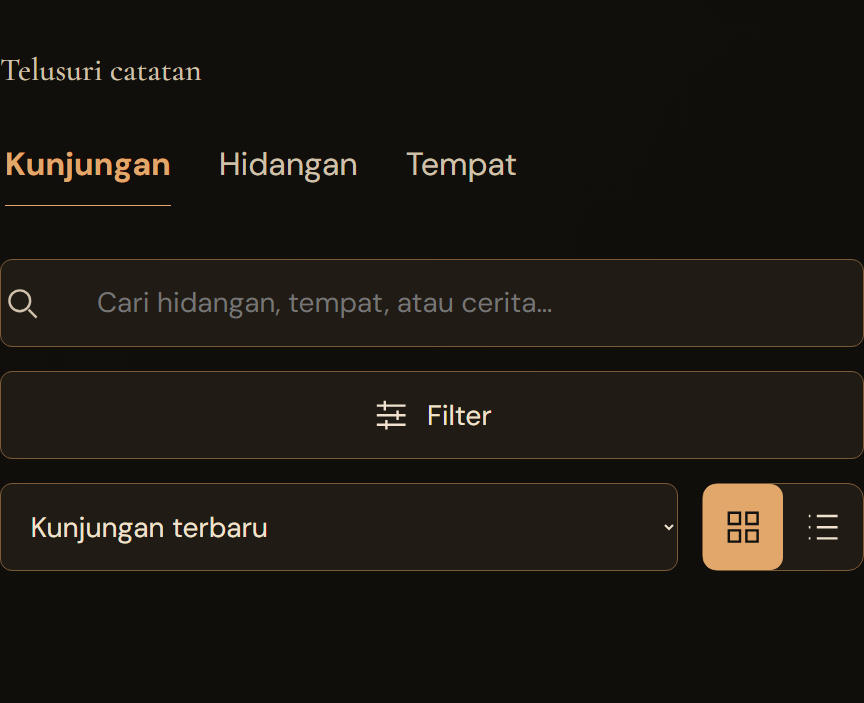 Telusuri catatan
Kunjungan Hidangan Tempat
Cari hidangan, tempat, atau cerita...
Filter
Kunjungan terbaru